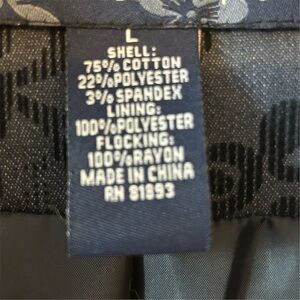 L
SHELL:
75% COTTON
22% POLYESTER
3% SPANDEX
LINING:
100% POLYESTER
FLOCKING:
100% RAYON
MADE IN CHINA
RN 81893